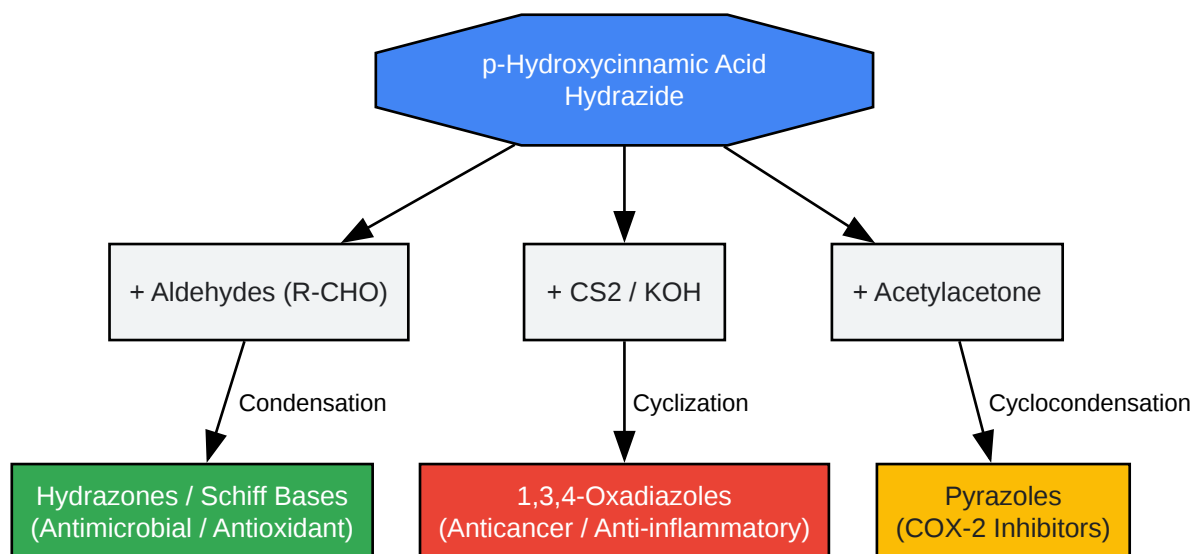 p-Hydroxycinnamic Acid
Hydrazide
+ Aldehydes (R-CHO)
+ CS2 / KOH
+ Acetylacetone
Condensation
Cyclization
Cyclocondensation
Hydrazones / Schiff Bases
(Antimicrobial / Antioxidant)
1,3,4-Oxadiazoles
(Anticancer / Anti-inflammatory)
Pyrazoles
(COX-2 Inhibitors)